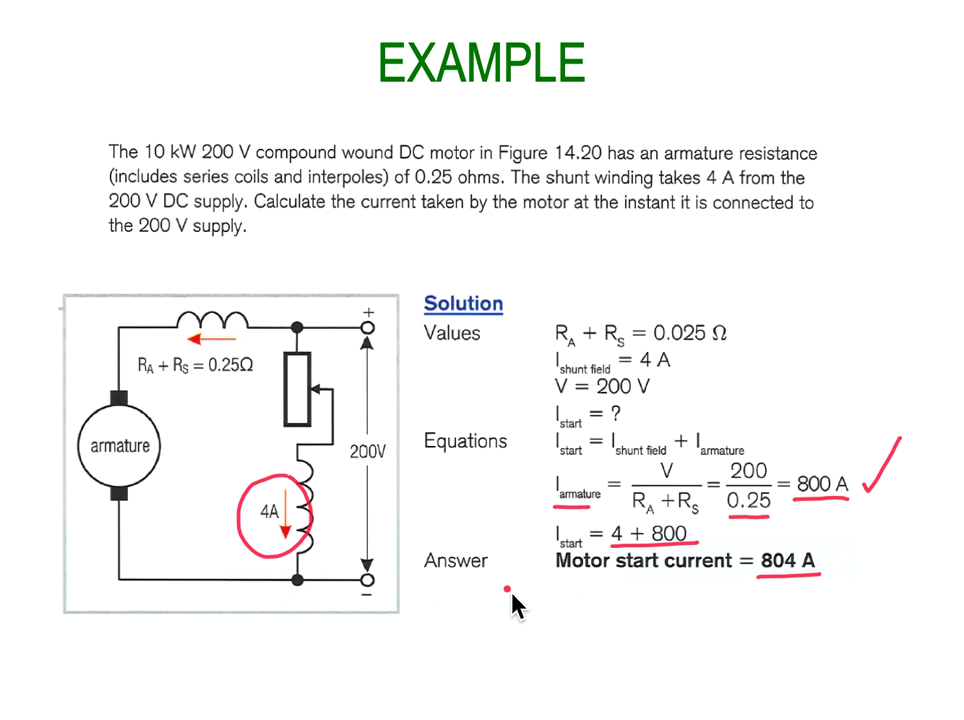 EXAMPLE
The 10 kW 200 V compound wound DC motor in Figure 14.20 has an armature resistance
(includes series coils and interpoles) of 0.25 ohms. The shunt winding takes 4 A from the
200 V DC supply. Calculate the current taken by the motor at the instant it is connected to
the 200 V supply.
+
RA + RS = 0.25Ω
armature
200V
4A
–
Solution
Values RA + RS = 0.025 Ω
Ishunt field = 4 A
V = 200 V
Istart = ?
Equations Istart = Ishunt field + Iarmature
Iarmature = V / RA + RS = 200 / 0.25 = 800 A
Istart = 4 + 800
Answer Motor start current = 804 A